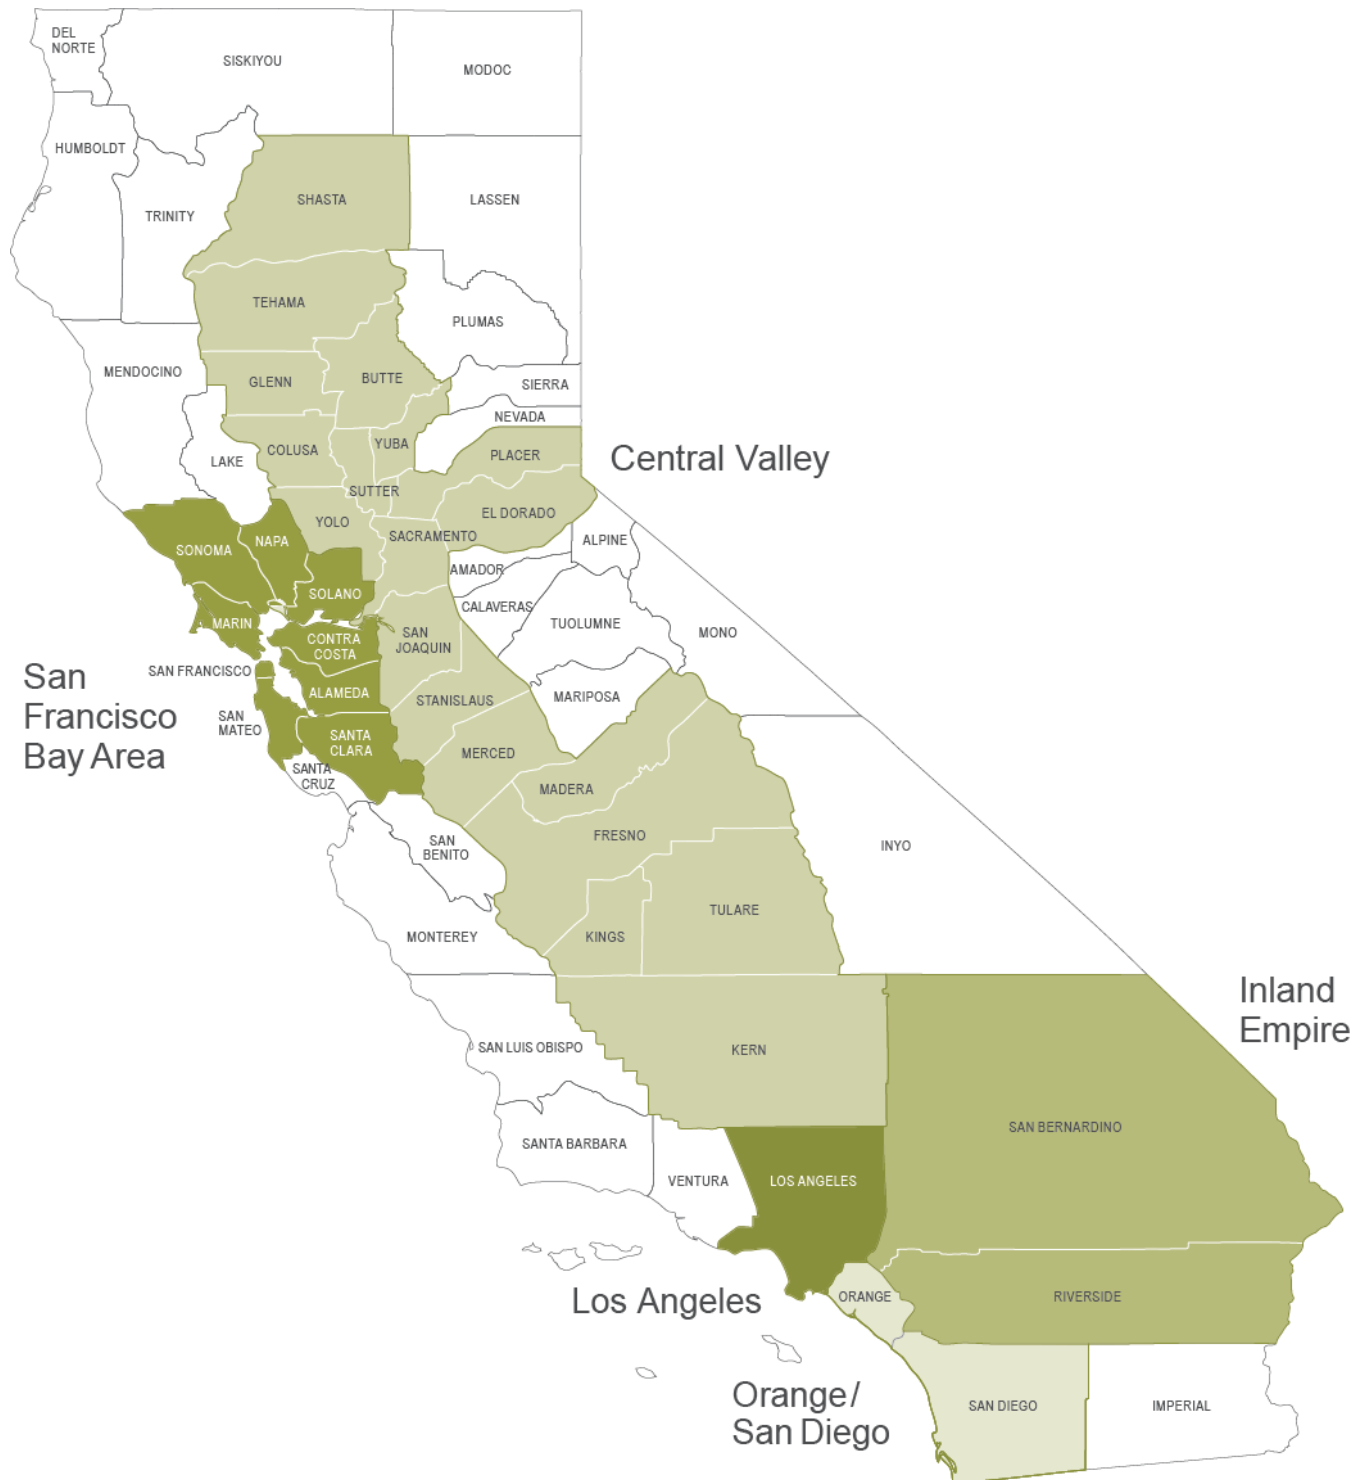 DEL
NORTE
SISKIYOU
MODOC
HUMBOLDT
TRINITY
SHASTA
LASSEN
TEHAMA
PLUMAS
MENDOCINO
GLENN
BUTTE
SIERRA
NEVADA
LAKE
COLUSA
YUBA
PLACER
Central Valley
SUTTER
EL DORADO
YOLO
SACRAMENTO
SONOMA
NAPA
ALPINE
AMADOR
SOLANO
CALAVERAS
MARIN
TUOLUMNE
MONO
CONTRA
COSTA
SAN
JOAQUIN
SAN FRANCISCO
San
Francisco
Bay Area
ALAMEDA
STANISLAUS
MARIPOSA
SAN
MATEO
SANTA
CLARA
MERCED
SANTA
CRUZ
MADERA
SAN
BENITO
FRESNO
INYO
MONTEREY
KINGS
TULARE
Inland
Empire
SAN LUIS OBISPO
KERN
SAN BERNARDINO
SANTA BARBARA
VENTURA
LOS ANGELES
Los Angeles
ORANGE
RIVERSIDE
Orange/
San Diego
SAN DIEGO
IMPERIAL